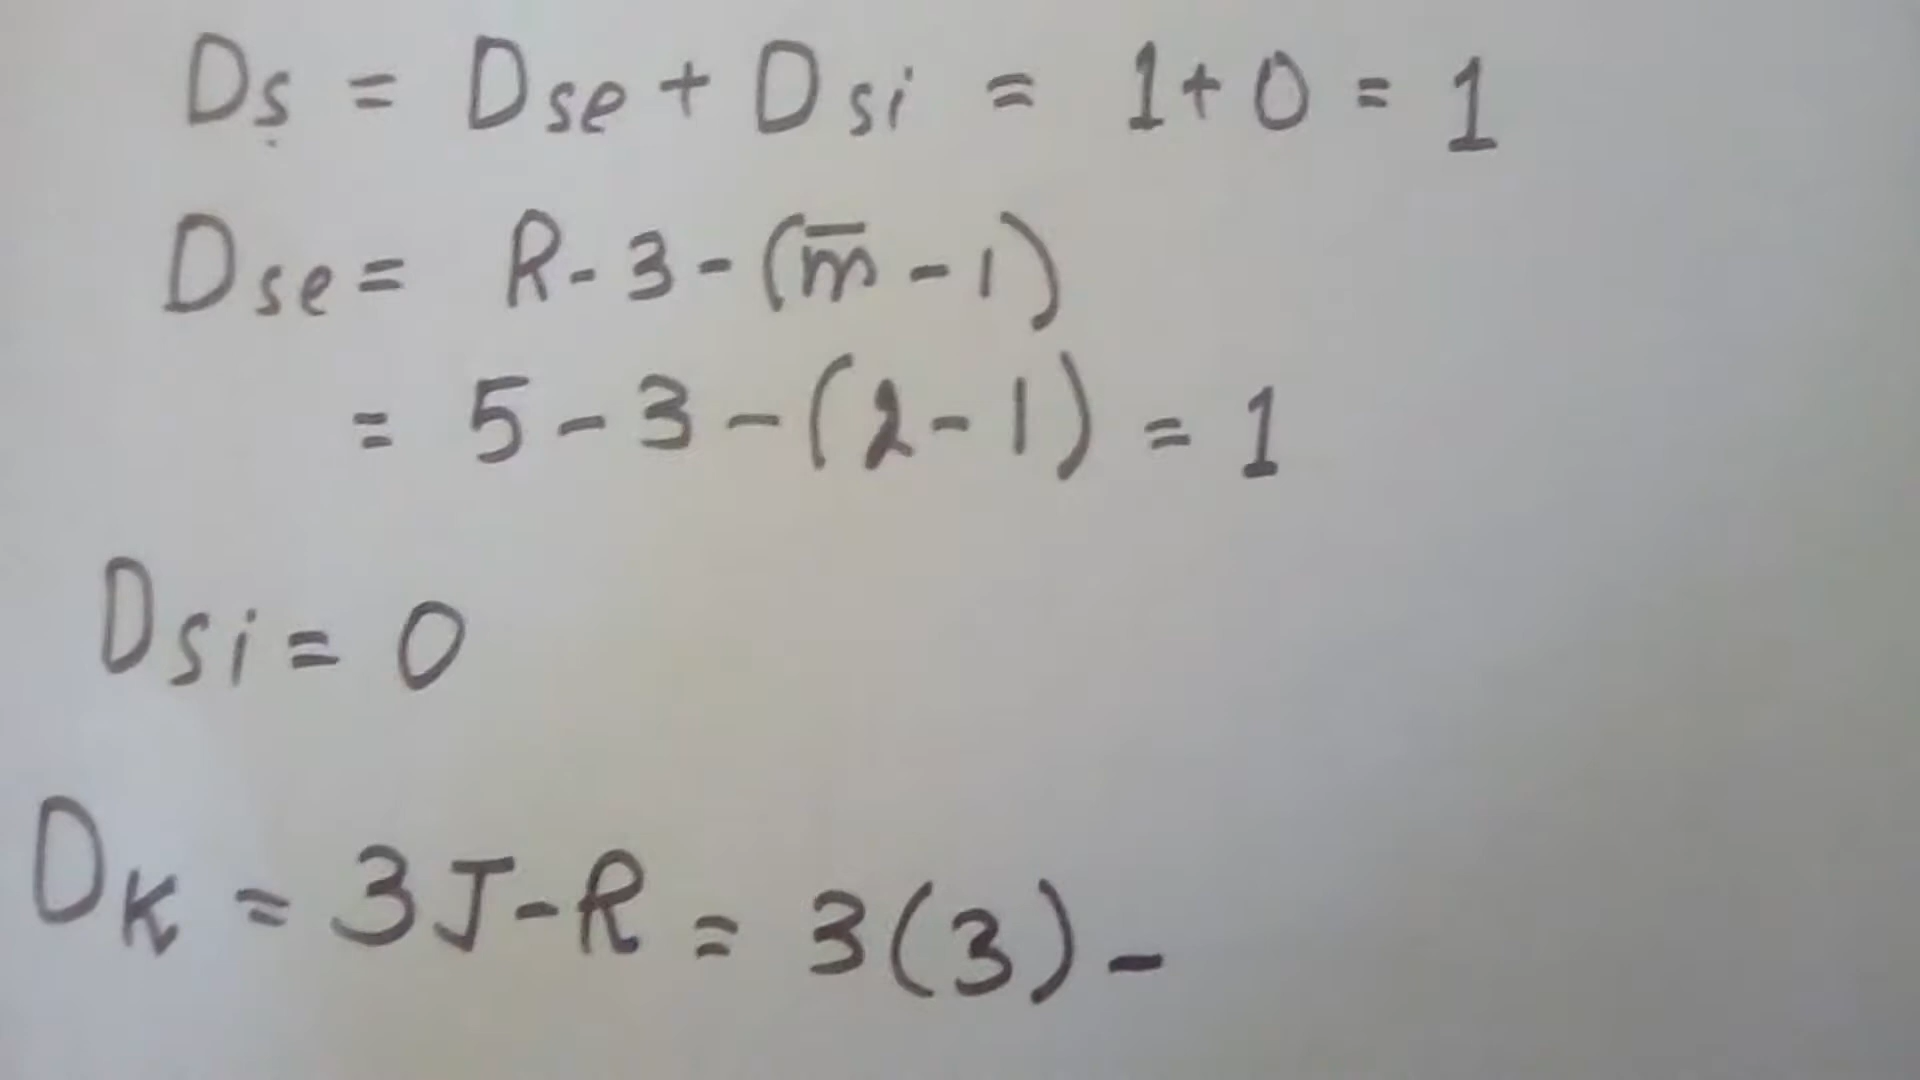 Ds = Dse + Dsi = 1 + 0 = 1
Dse = R - 3 - (m̅ - 1)
= 5 - 3 - (2 - 1) = 1
Dsi = 0
DK = 3J - R = 3(3) -